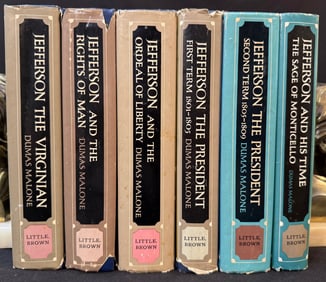 JEFFERSON THE VIRGINIAN
DUMAS MALONE
LITTLE,
BROWN
JEFFERSON AND THE
RIGHTS OF MAN
DUMAS MALONE
LITTLE,
BROWN
JEFFERSON AND THE
ORDEAL OF LIBERTY
DUMAS MALONE
LITTLE,
BROWN
JEFFERSON THE PRESIDENT
FIRST TERM 1801-1805
DUMAS MALONE
LITTLE,
BROWN
JEFFERSON THE PRESIDENT
SECOND TERM 1805-1809
DUMAS MALONE
LITTLE,
BROWN
JEFFERSON AND HIS TIME
THE SAGE OF MONTICELLO
DUMAS MALONE
LITTLE,
BROWN